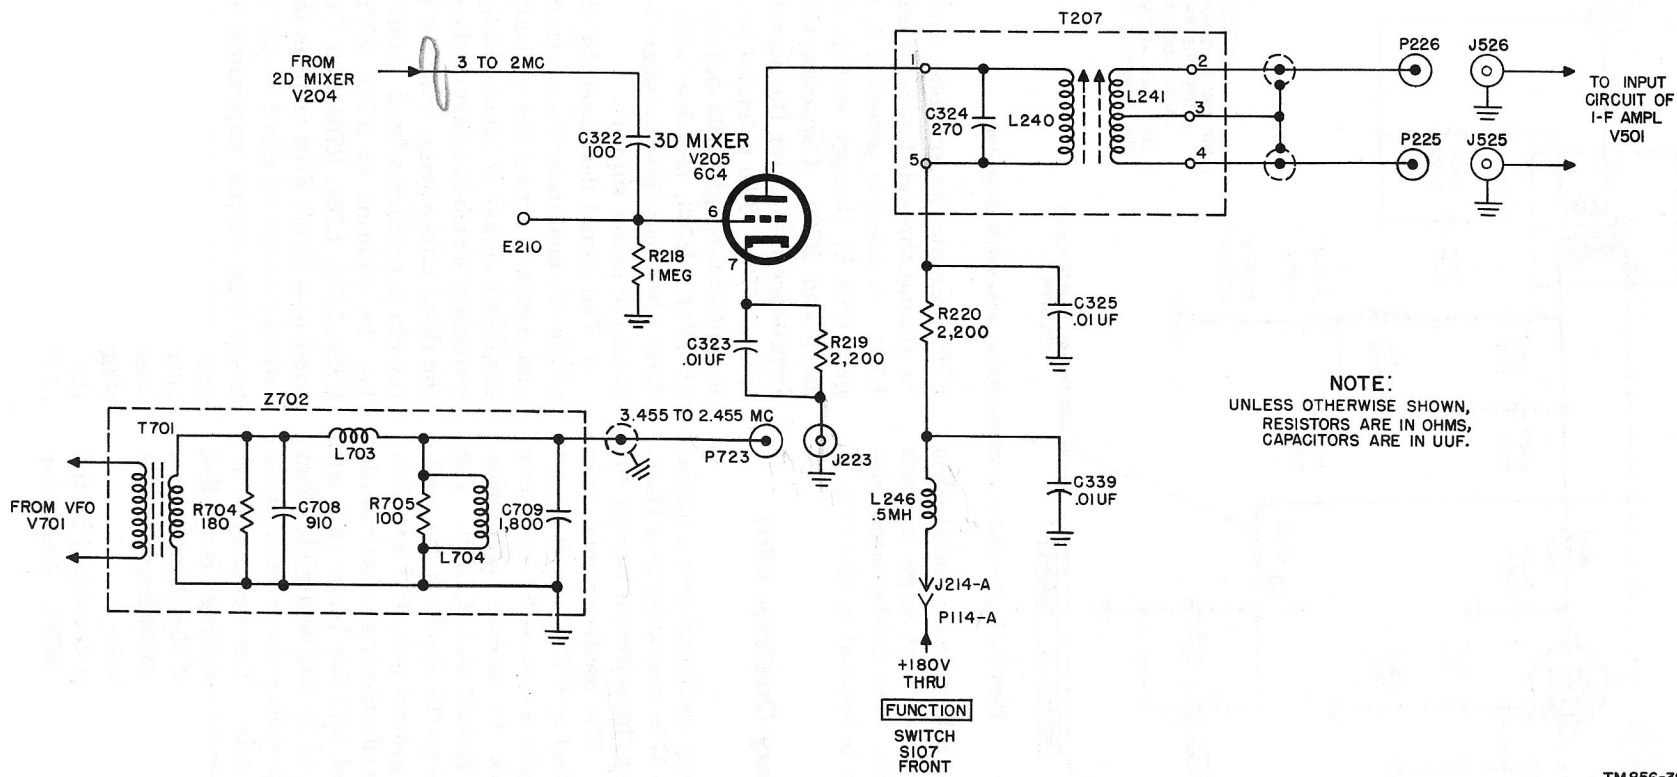 T207
FROM
2D MIXER
V204
3 TO 2MC
C322
100
3D MIXER
V205
6C4
1
6
7
E210
R218
1 MEG
1
5
C324
270
L240
L241
2
3
4
P226
J526
P225
J525
TO INPUT
CIRCUIT OF
I-F AMPL
V501
C323
.01UF
R219
2,200
R220
2,200
C325
.01UF
C339
.01UF
NOTE:
UNLESS OTHERWISE SHOWN,
RESISTORS ARE IN OHMS,
CAPACITORS ARE IN UUF.
Z702
T701
FROM VFO
V701
R704
180
C708
910
L703
R705
100
L704
C709
1,800
3.455 TO 2.455 MC
P723
J223
L246
.5MH
J214-A
P114-A
+180V
THRU
FUNCTION
SWITCH
S107
FRONT